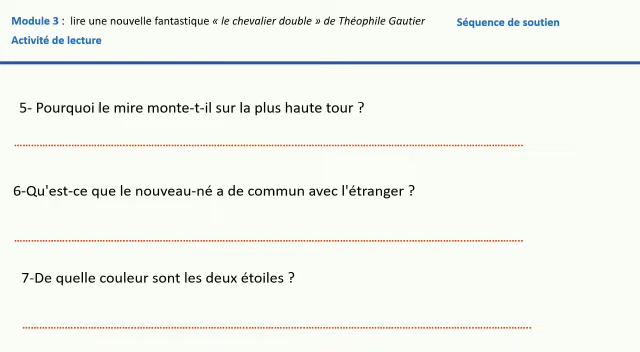 Module 3 : lire une nouvelle fantastique « le chevalier double » de Théophile Gautier Séquence de soutien
Activité de lecture
5- Pourquoi le mire monte-t-il sur la plus haute tour ?
6-Qu'est-ce que le nouveau-né a de commun avec l'étranger ?
7-De quelle couleur sont les deux étoiles ?